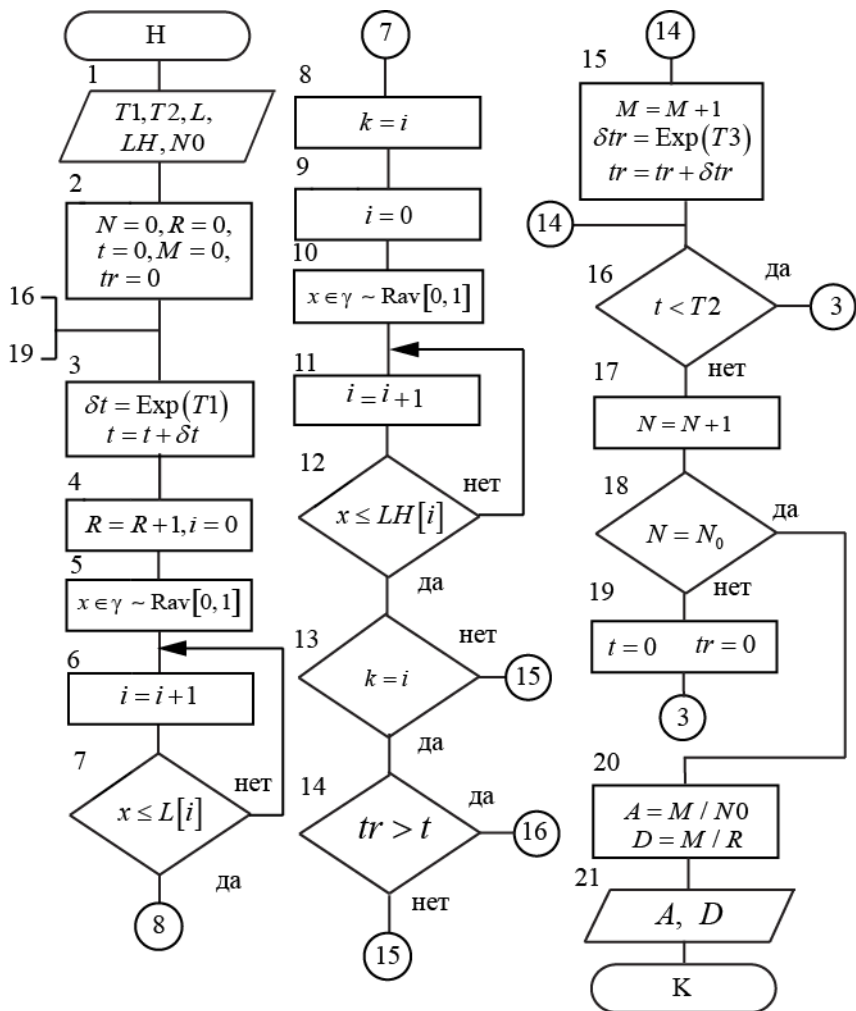 H
1
T1, T2, L,
LH, N0
2
N = 0, R = 0,
t = 0, M = 0,
tr = 0
16
19
3
δt = Exp(T1)
t = t + δt
4
R = R + 1, i = 0
5
x ∈ γ ~ Rav[0, 1]
6
i = i + 1
7
x ≤ L[i]
нет
да
8
7
8
k = i
9
i = 0
10
x ∈ γ ~ Rav[0, 1]
11
i = i + 1
12
x ≤ LH[i]
нет
да
13
k = i
нет
15
да
14
tr > t
да
16
нет
15
14
15
M = M + 1
δtr = Exp(T3)
tr = tr + δtr
14
16
t < T2
да
3
нет
17
N = N + 1
18
N = N₀
да
нет
19
t = 0 tr = 0
3
20
A = M / N0
D = M / R
21
A, D
K